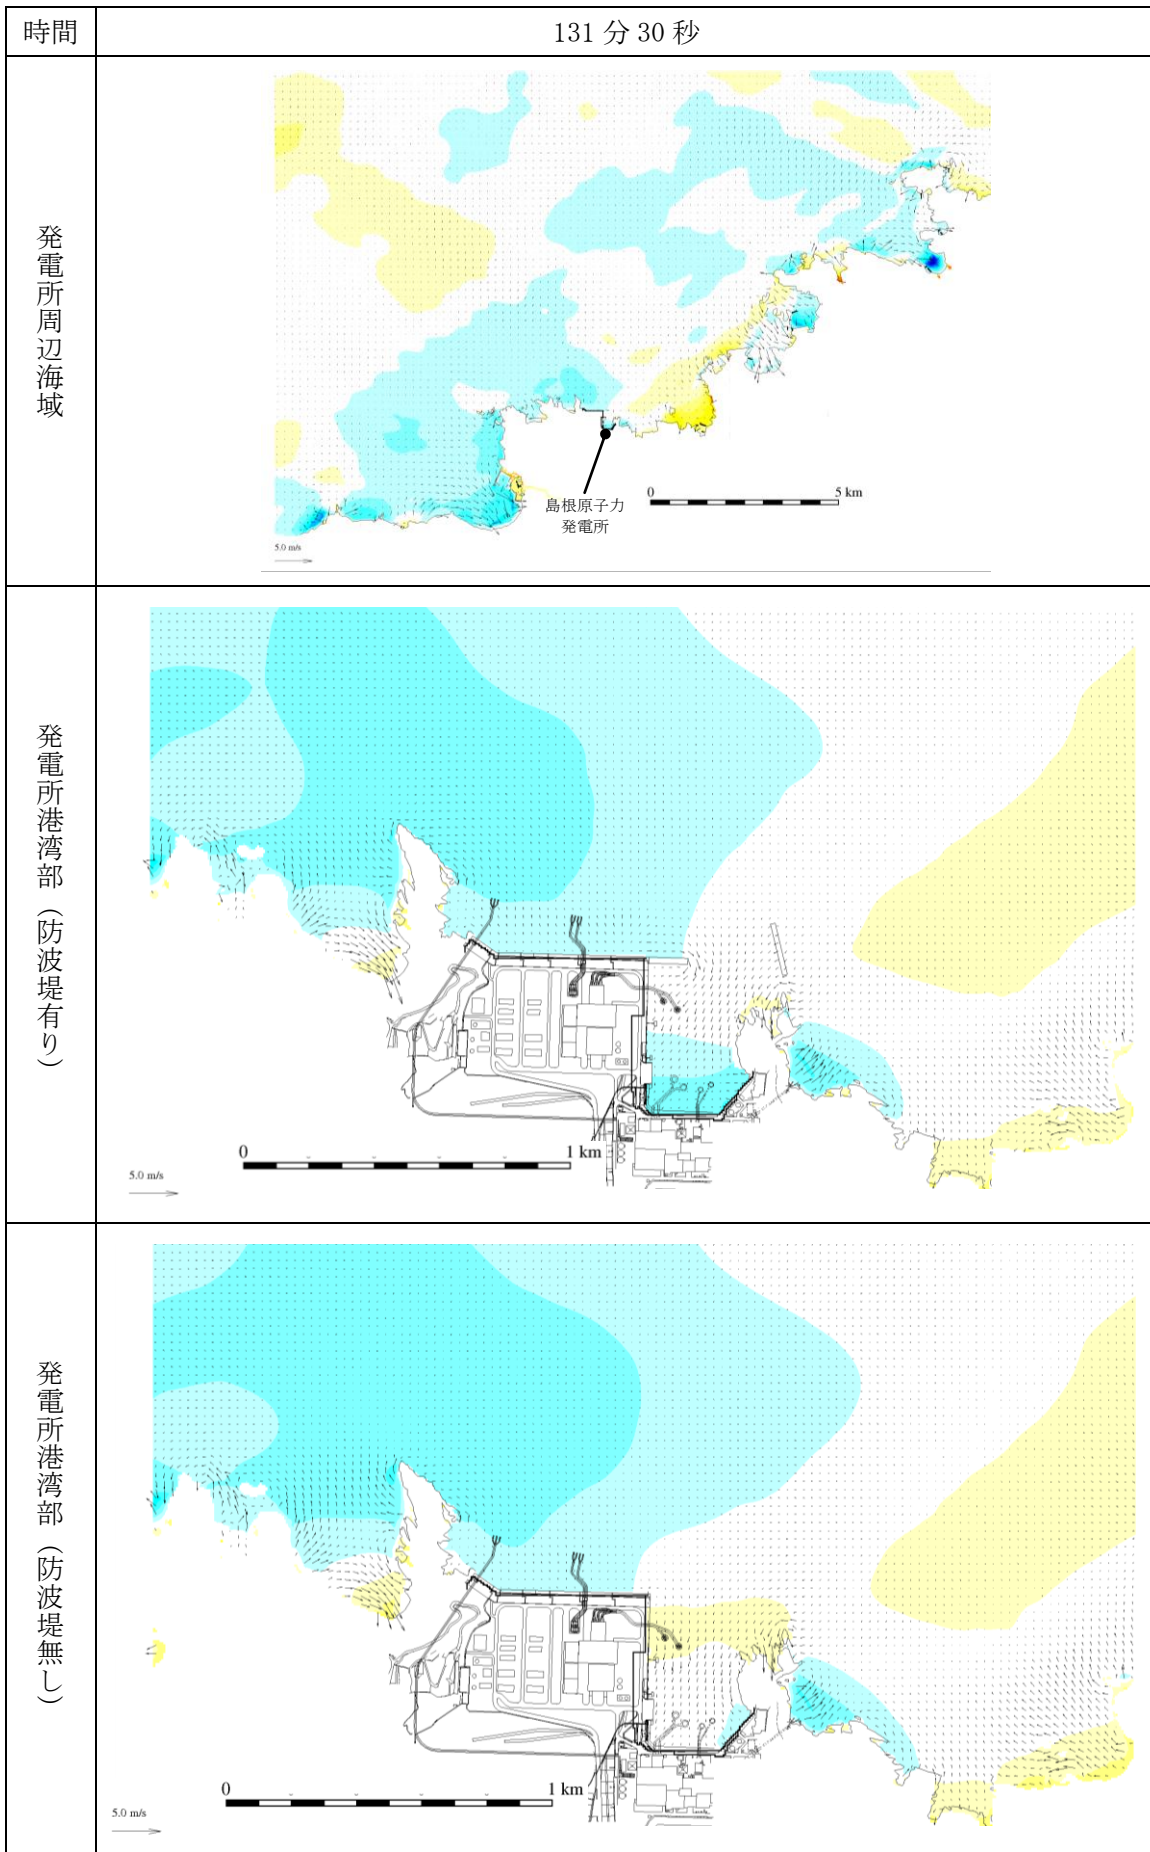 時間
131 分 30 秒
発電所周辺海域
島根原子力
発電所
0
5 km
5.0 m/s
発電所港湾部（防波堤有り）
0
1 km
5.0 m/s
発電所港湾部（防波堤無し）
0
1 km
5.0 m/s